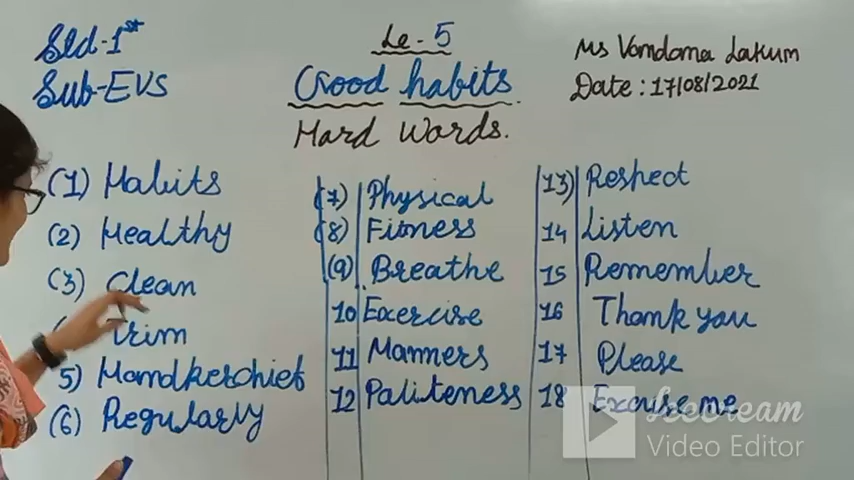 Std-1st
Sub-EVS
Le-5
Good habits
Hard Words.
Ms Vandana Lakum
Date : 17/08/2021
(1) Habits
(2) Healthy
(3) Clean
Trim
5) Handkerchief
(6) Regularly
(7) Physical
(8) Fitness
(9) Breathe
10 Exercise
11 Manners
12 Politeness
13) Respect
14 Listen
15 Remember
16 Thank you
17 Please
18 Excuse me
IceCream
Video Editor